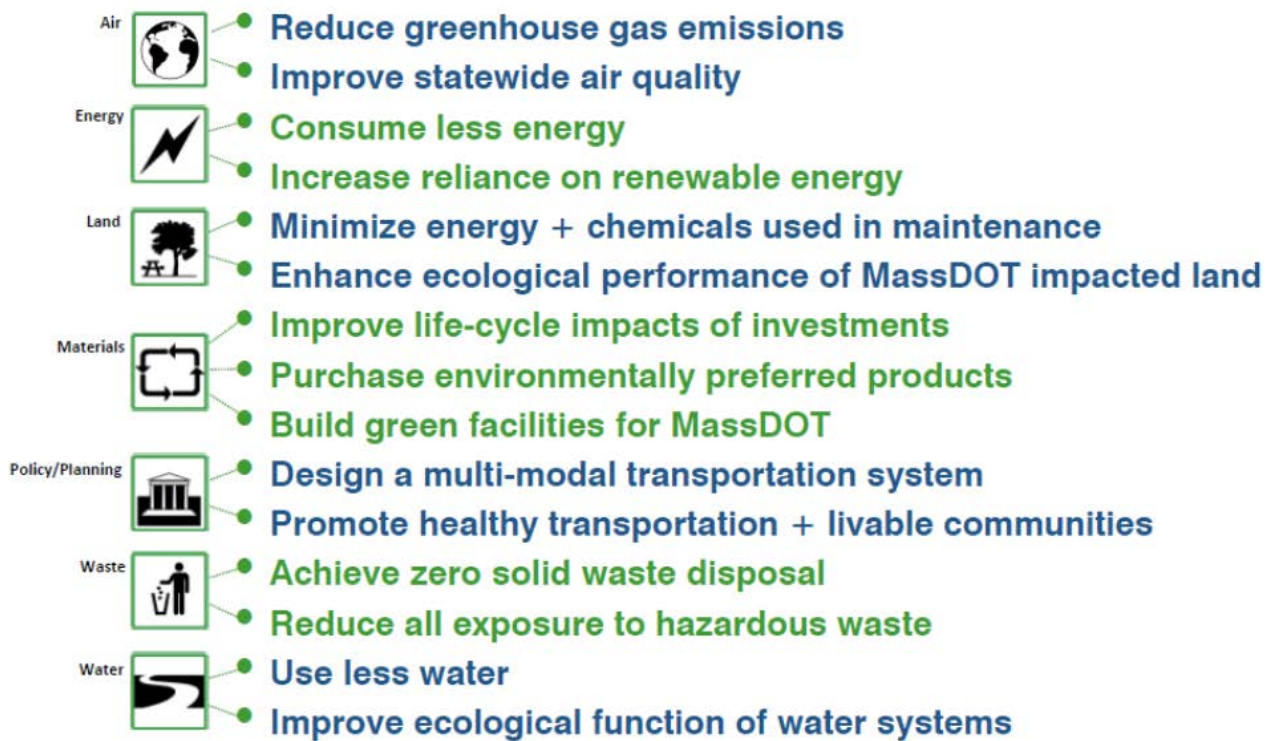 Air
Reduce greenhouse gas emissions
Improve statewide air quality
Energy
Consume less energy
Increase reliance on renewable energy
Land
Minimize energy + chemicals used in maintenance
Enhance ecological performance of MassDOT impacted land
Materials
Improve life-cycle impacts of investments
Purchase environmentally preferred products
Build green facilities for MassDOT
Policy/Planning
Design a multi-modal transportation system
Promote healthy transportation + livable communities
Waste
Achieve zero solid waste disposal
Reduce all exposure to hazardous waste
Water
Use less water
Improve ecological function of water systems